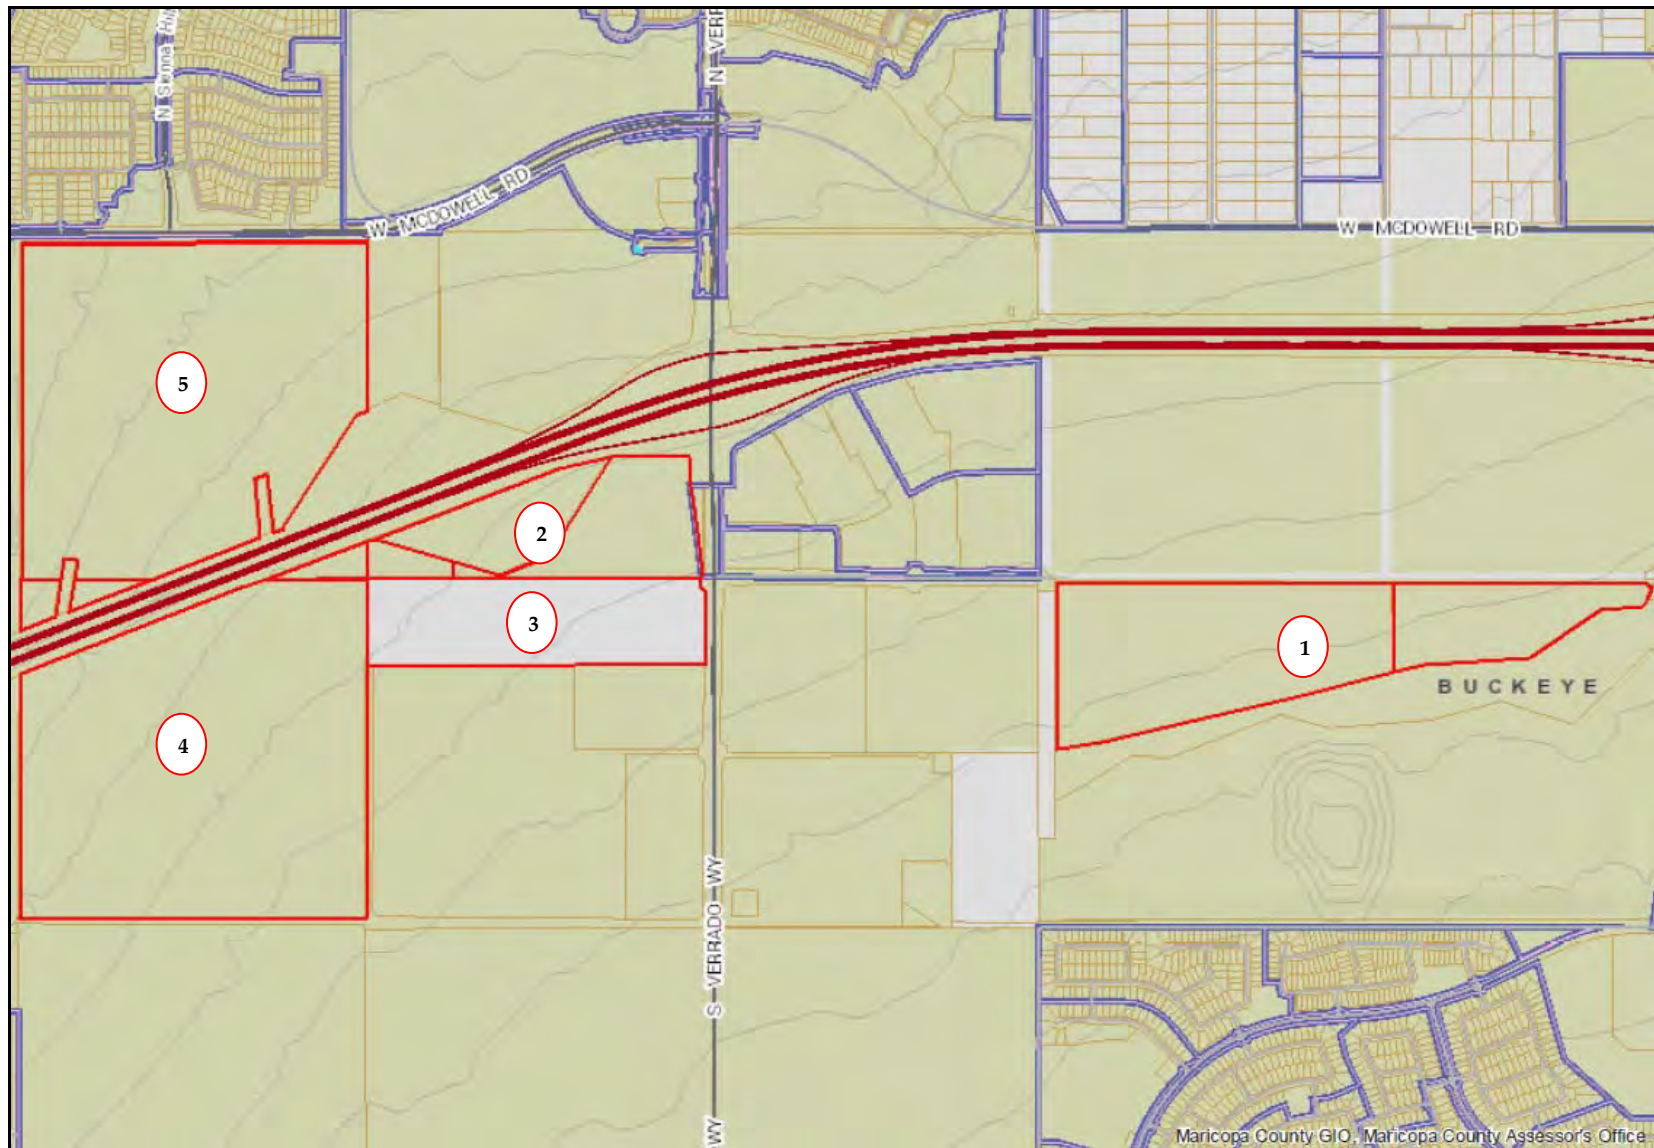 N VERR
N Sienna Hi
W MCDOWELL RD
W MCDOWELL RD
5
2
3
1
BUCKEYE
4
S VERRADO WY
WY
Maricopa County GIO, Maricopa County Assessor's Office